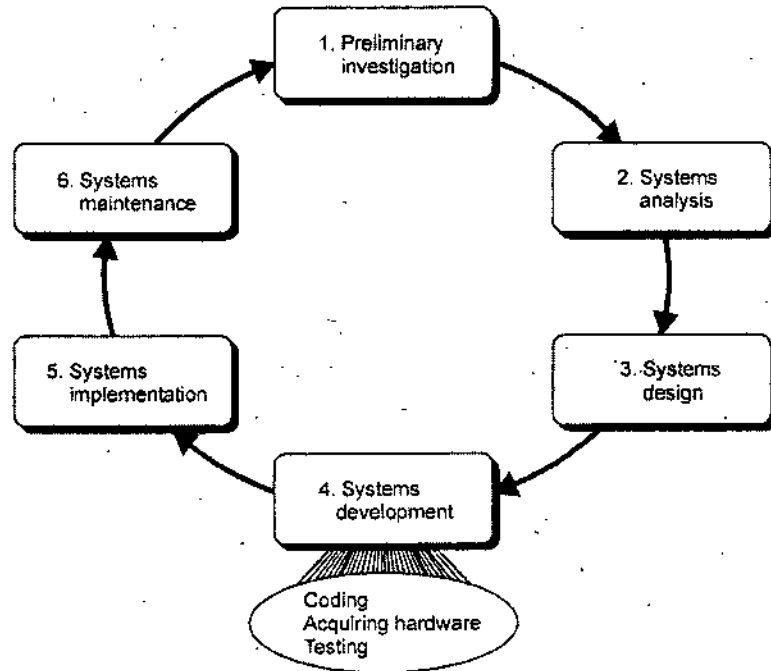 1. Preliminary
investigation
2. Systems
analysis
3. Systems
design
4. Systems
development
Coding
Acquiring hardware
Testing
5. Systems
implementation
6. Systems
maintenance